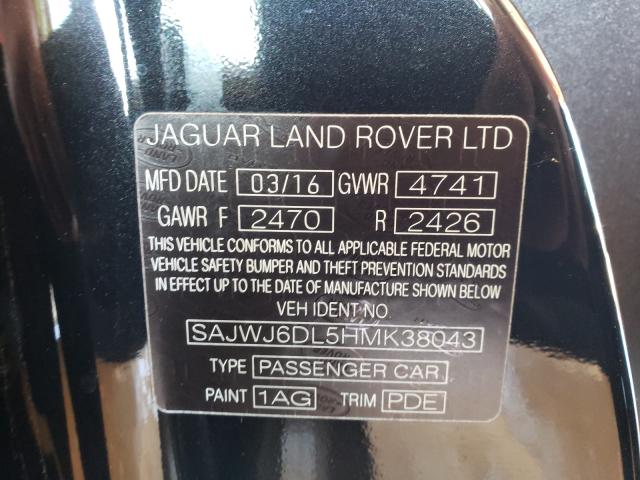 JAGUAR LAND ROVER LTD
MFD DATE 03/16 GVWR 4741
GAWR F 2470 R 2426
THIS VEHICLE CONFORMS TO ALL APPLICABLE FEDERAL MOTOR
VEHICLE SAFETY BUMPER AND THEFT PREVENTION STANDARDS
IN EFFECT UP TO THE DATE OF MANUFACTURE SHOWN BELOW
VEH IDENT NO.
SAJWJ6DL5HMK38043
TYPE PASSENGER CAR
PAINT 1AG TRIM PDE